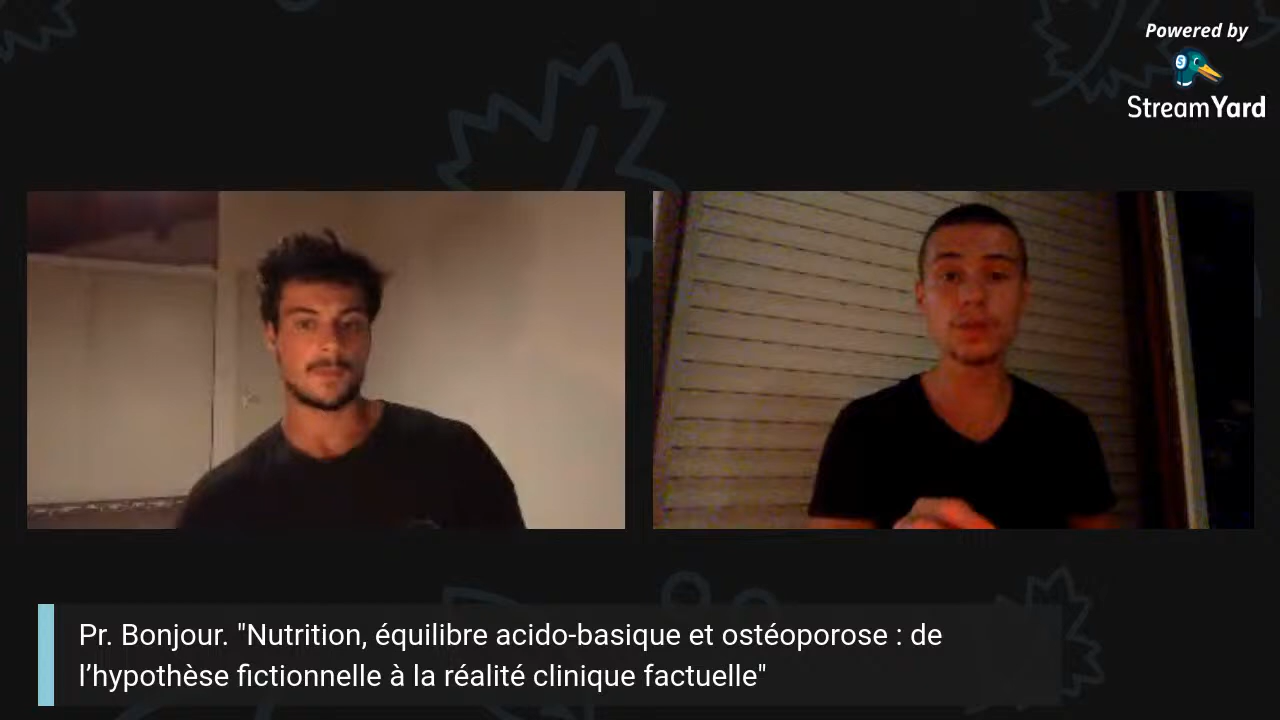 Powered by
StreamYard
Pr. Bonjour. "Nutrition, équilibre acido-basique et ostéoporose : de
l’hypothèse fictionnelle à la réalité clinique factuelle"